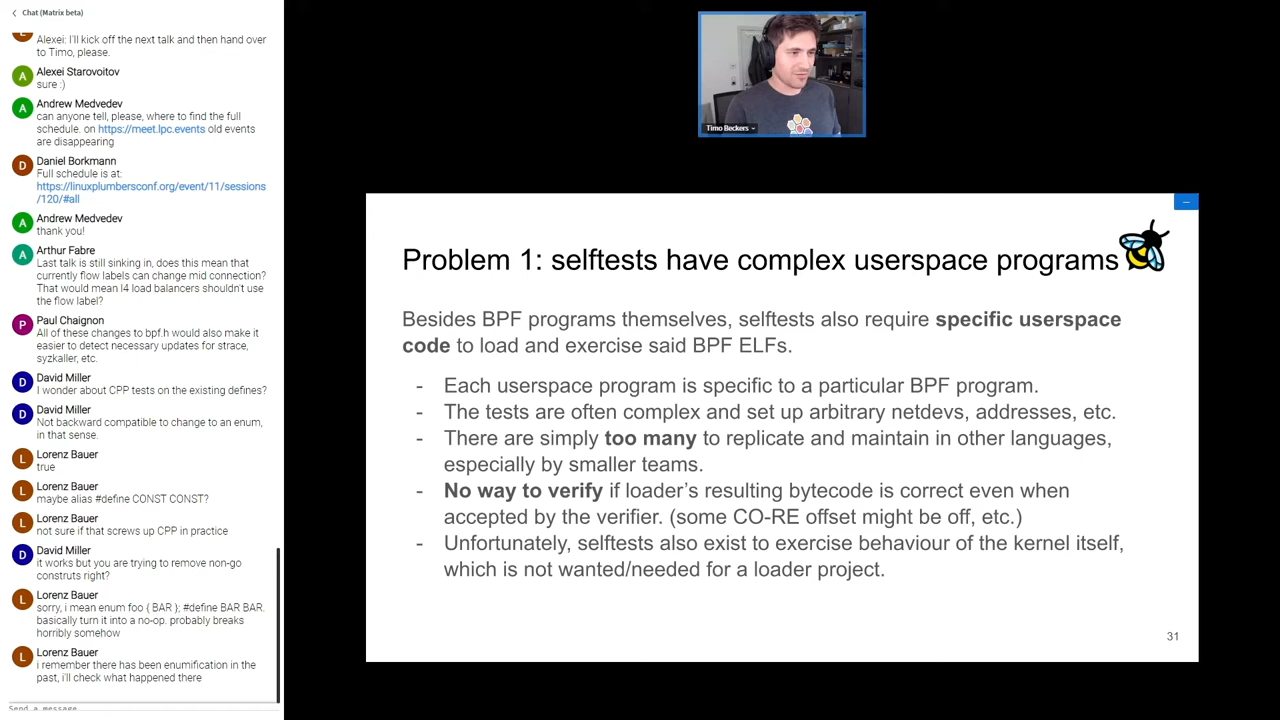 Chat (Matrix beta)
Alexei: I'll kick off the next talk and then hand over
to Timo, please.
A
Alexei Starovoitov
sure :)
A
Andrew Medvedev
can anyone tell, please, where to find the full
schedule. on https://meet.lpc.events old events
are disappearing
D
Daniel Borkmann
Full schedule is at:
https://linuxplumbersconf.org/event/11/sessions
/120/#all
A
Andrew Medvedev
thank you!
A
Arthur Fabre
Last talk is still sinking in, does this mean that
currently flow labels can change mid connection?
That would mean l4 load balancers shouldn't use
the flow label?
P
Paul Chaignon
All of these changes to bpf.h would also make it
easier to detect necessary updates for strace,
syzkaller, etc.
D
David Miller
I wonder about CPP tests on the existing defines?
D
David Miller
Not backward compatible to change to an enum,
in that sense.
L
Lorenz Bauer
true
L
Lorenz Bauer
maybe alias #define CONST CONST?
L
Lorenz Bauer
not sure if that screws up CPP in practice
D
David Miller
it works but you are trying to remove non-go
construts right?
L
Lorenz Bauer
sorry, i mean enum foo { BAR }; #define BAR BAR.
basically turn it into a no-op. probably breaks
horribly somehow
L
Lorenz Bauer
i remember there has been enumification in the
past, i'll check what happened there
Send a message
Timo Beckers
Problem 1: selftests have complex userspace programs
Besides BPF programs themselves, selftests also require specific userspace
code to load and exercise said BPF ELFs.
- Each userspace program is specific to a particular BPF program.
- The tests are often complex and set up arbitrary netdevs, addresses, etc.
- There are simply too many to replicate and maintain in other languages,
especially by smaller teams.
- No way to verify if loader's resulting bytecode is correct even when
accepted by the verifier. (some CO-RE offset might be off, etc.)
- Unfortunately, selftests also exist to exercise behaviour of the kernel itself,
which is not wanted/needed for a loader project.
31